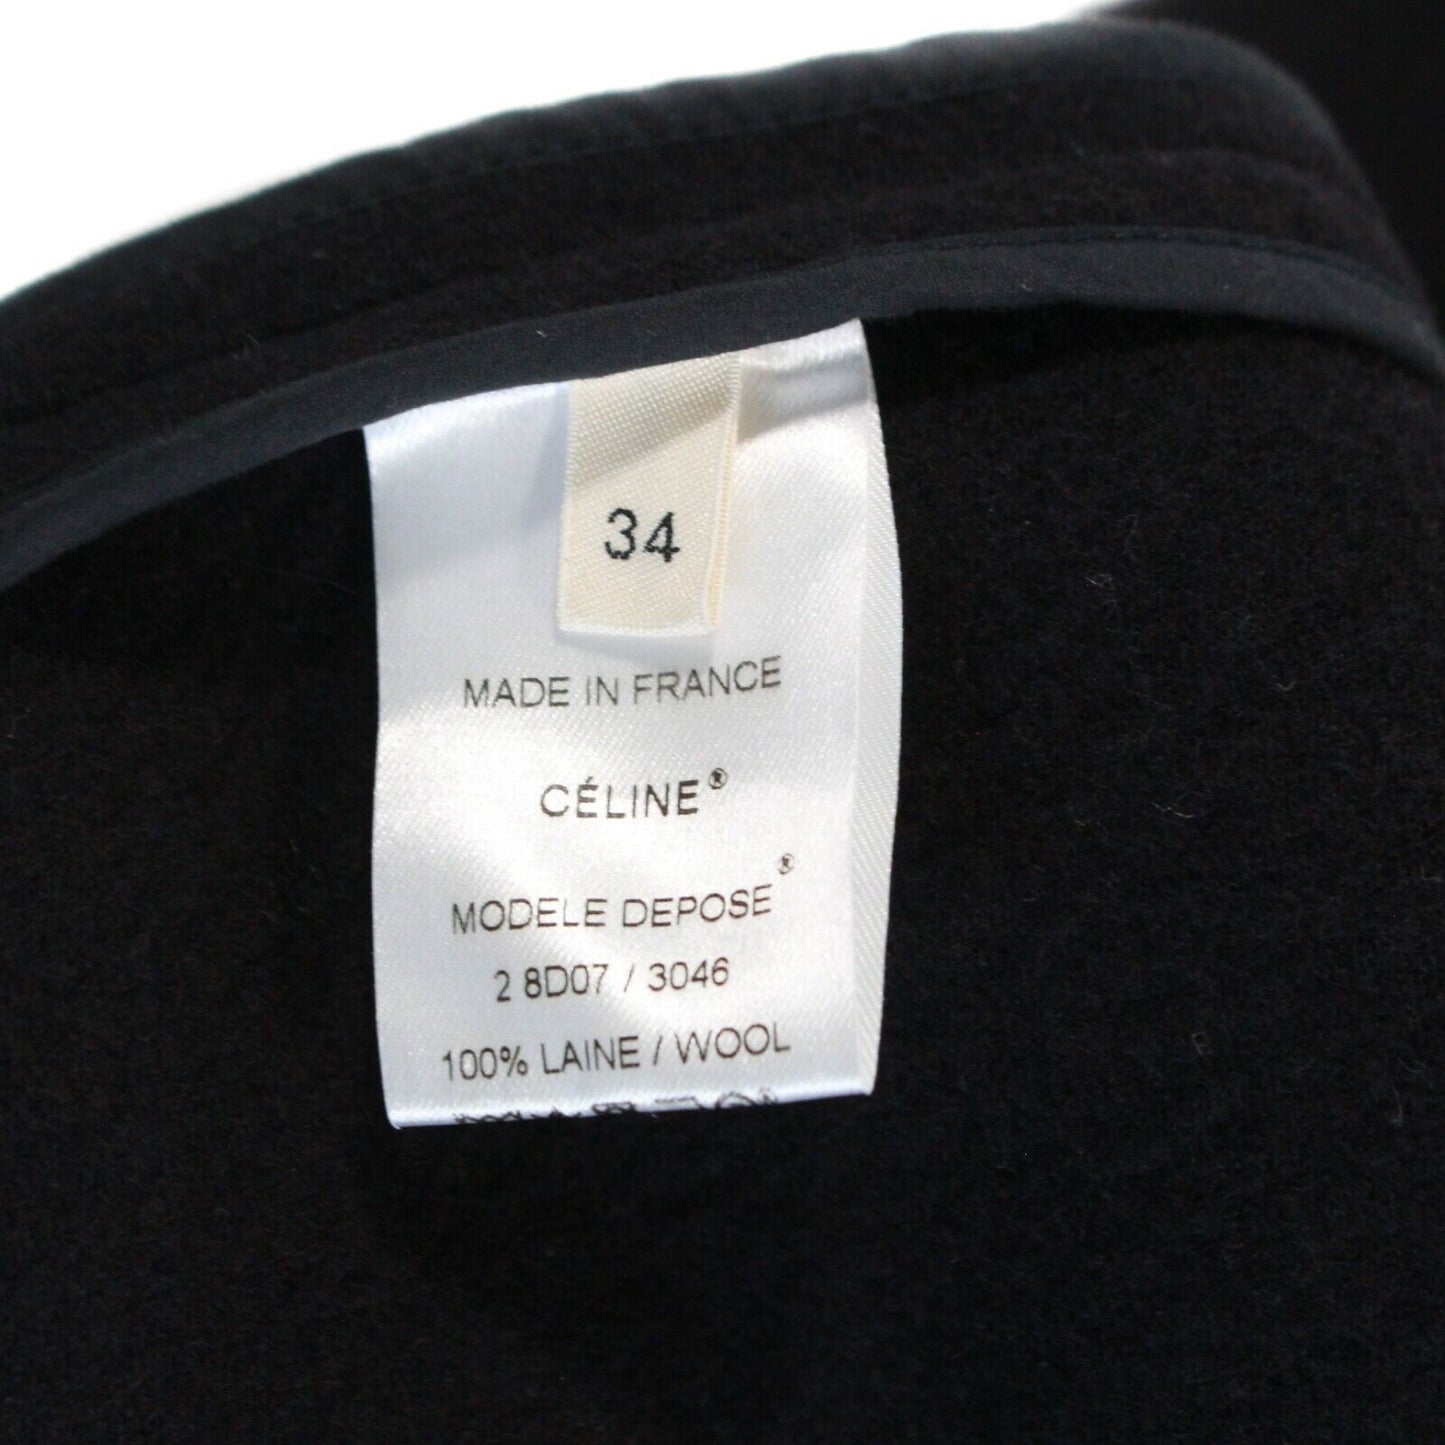 34
MADE IN FRANCE
CÉLINE®
MODELE DEPOSE®
2 8D07 / 3046
100% LAINE / WOOL